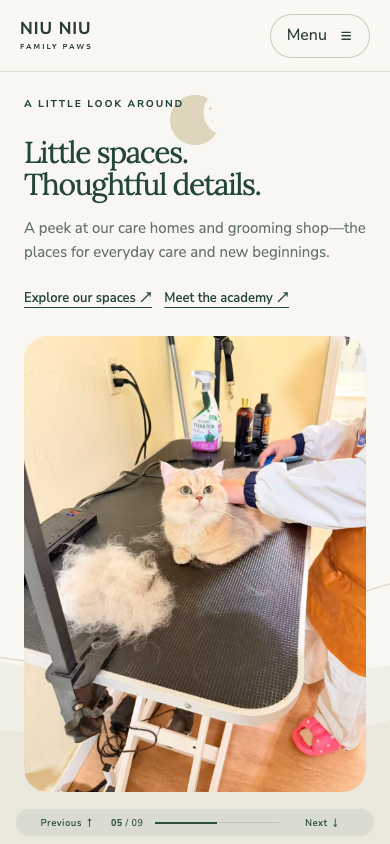 NIU NIU
FAMILY PAWS
Menu ≡
A LITTLE LOOK AROUND
Little spaces.
Thoughtful details.
A peek at our care homes and grooming shop—the
places for everyday care and new beginnings.
Explore our spaces ↗ Meet the academy ↗
Previous ↑ 05 / 09 Next ↓